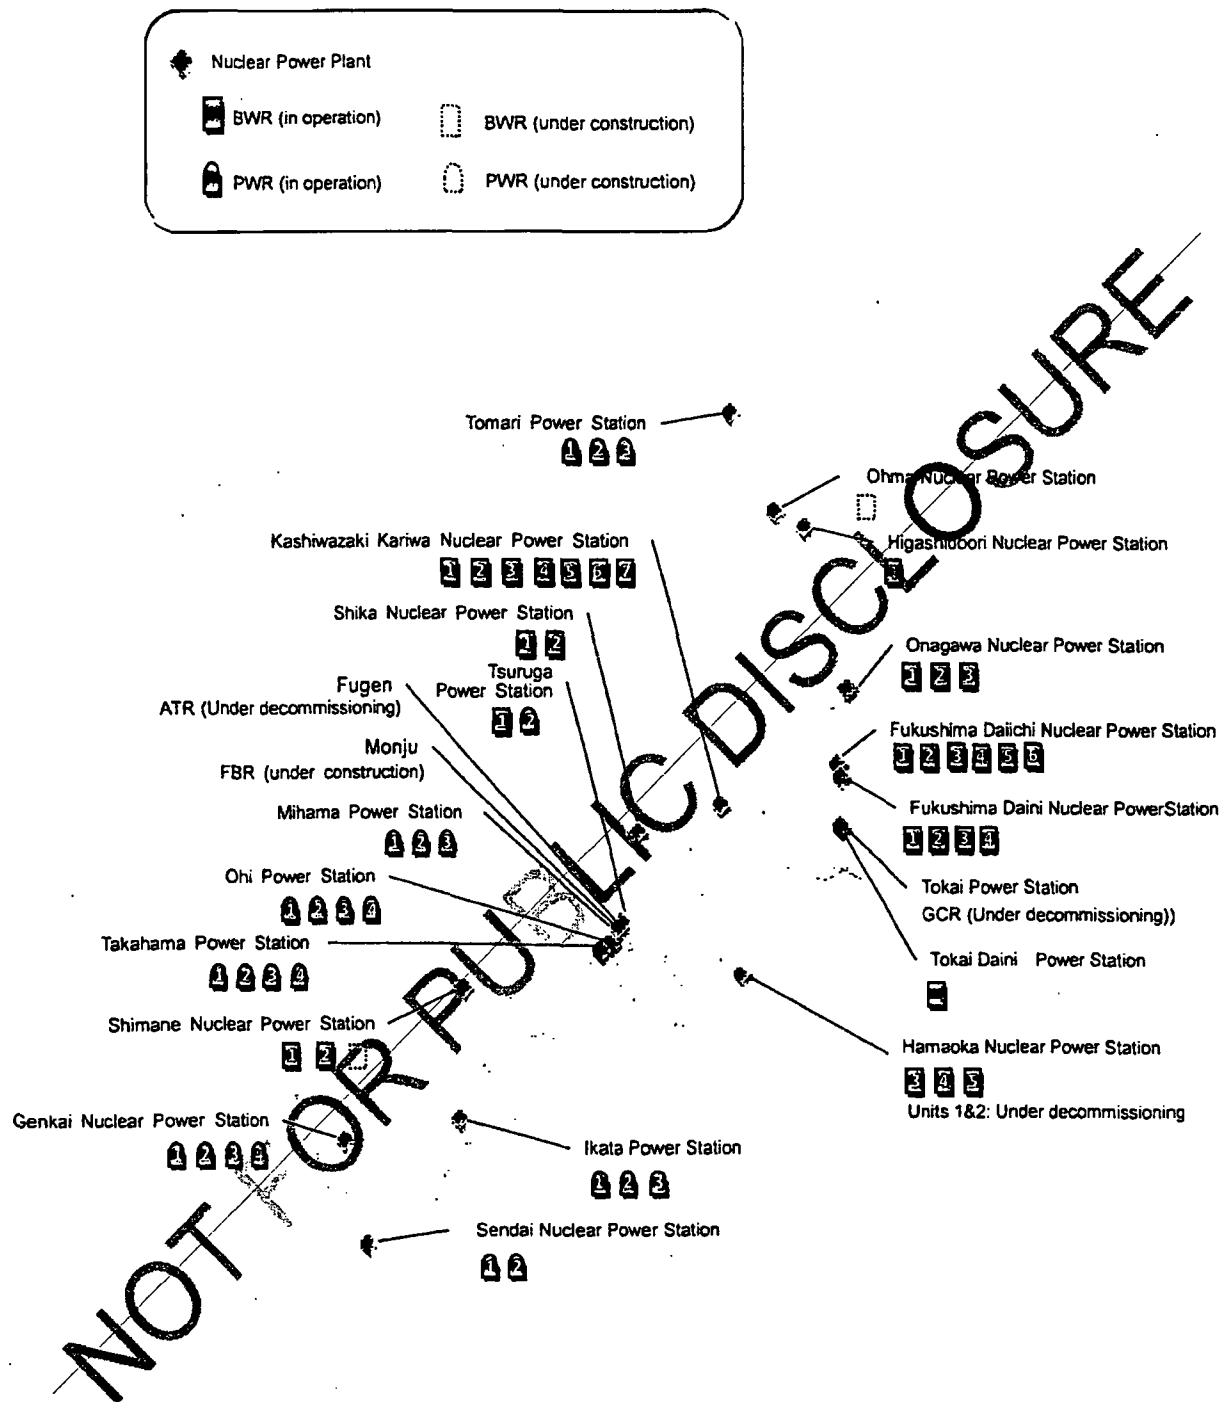 Nuclear Power Plant
BWR (in operation)
BWR (under construction)
PWR (in operation)
PWR (under construction)
NOT FOR PUBLIC DISCLOSURE
Tomari Power Station
1 2 3
Ohma Nuclear Power Station
Kashiwazaki Kariwa Nuclear Power Station
1 2 3 4 5 6 7
Higashidoori Nuclear Power Station
Shika Nuclear Power Station
1 2
Onagawa Nuclear Power Station
1 2 3
Tsuruga
Power Station
1 2
Fugen
ATR (Under decommissioning)
Fukushima Daiichi Nuclear Power Station
1 2 3 4 5 6
Monju
FBR (under construction)
Fukushima Daini Nuclear PowerStation
1 2 3 4
Mihama Power Station
1 2 3
Ohi Power Station
1 2 3 4
Tokai Power Station
GCR (Under decommissioning))
Takahama Power Station
1 2 3 4
Tokai Daini Power Station
Shimane Nuclear Power Station
1 2
Hamaoka Nuclear Power Station
3 4 5
Units 1&2: Under decommissioning
Genkai Nuclear Power Station
1 2 3 4
Ikata Power Station
1 2 3
Sendai Nuclear Power Station
1 2